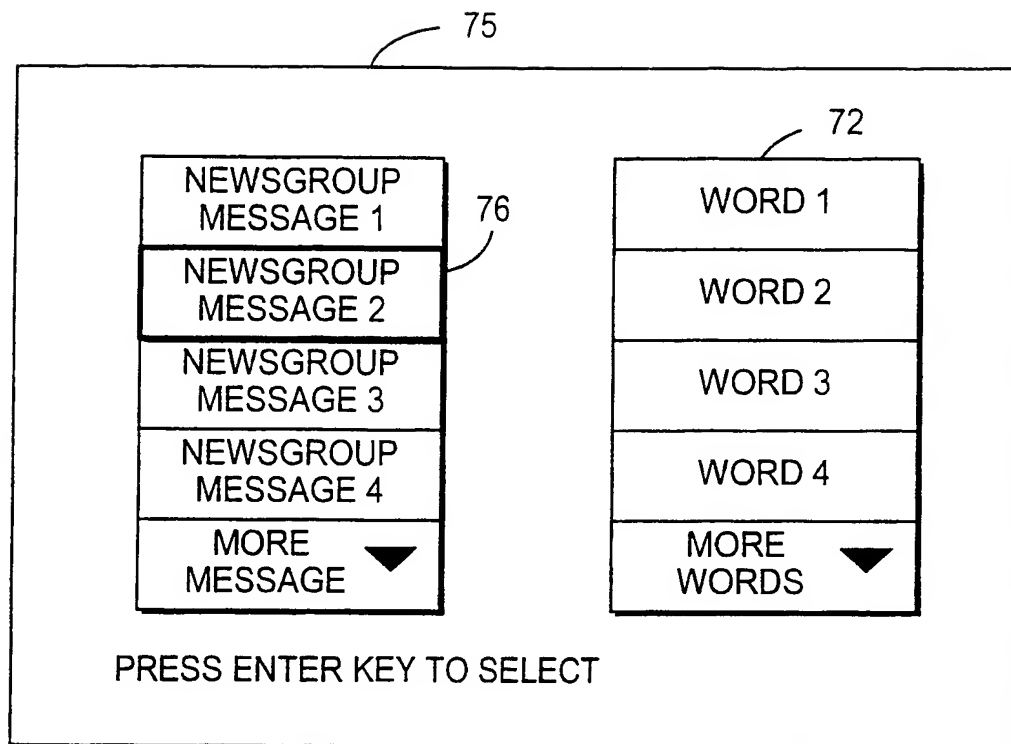 75
72
NEWSGROUP
MESSAGE 1
76
NEWSGROUP
MESSAGE 2
NEWSGROUP
MESSAGE 3
NEWSGROUP
MESSAGE 4
MORE
MESSAGE
WORD 1
WORD 2
WORD 3
WORD 4
MORE
WORDS
PRESS ENTER KEY TO SELECT